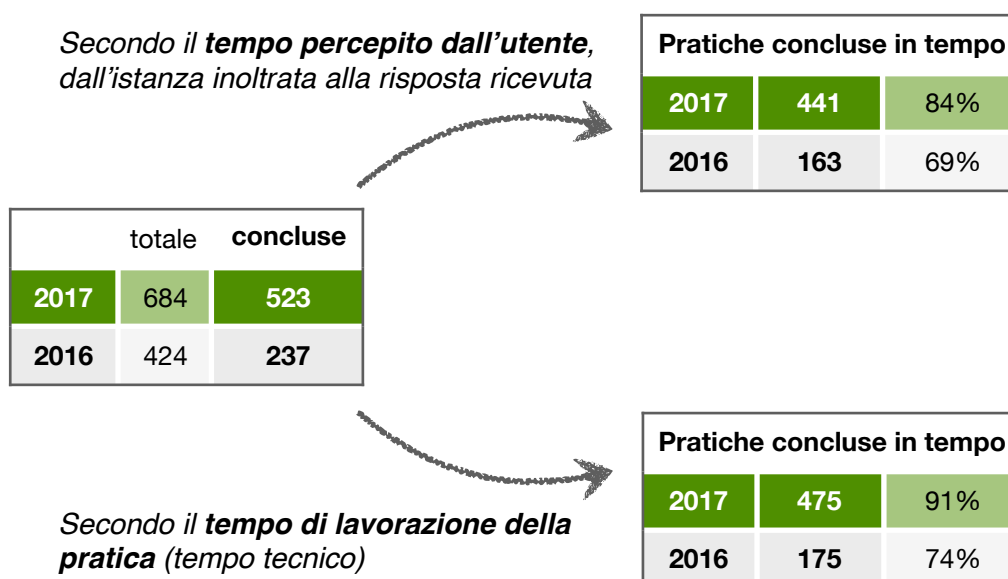 Secondo il tempo percepito dall'utente,
dall'istanza inoltrata alla risposta ricevuta
Pratiche concluse in tempo
2017 441 84%
2016 163 69%
totale concluse
2017 684 523
2016 424 237
Pratiche concluse in tempo
2017 475 91%
2016 175 74%
Secondo il tempo di lavorazione della
pratica (tempo tecnico)